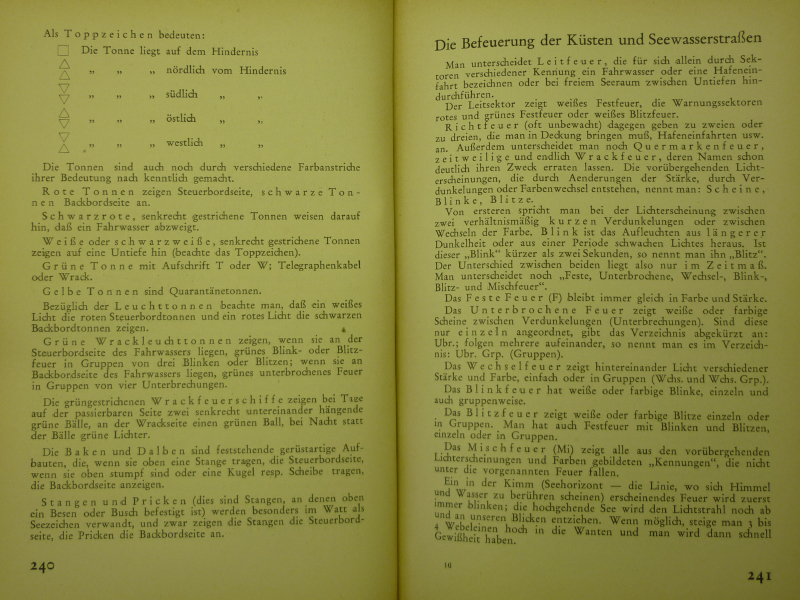 Als Toppzeichen bedeuten:
Die Tonne liegt auf dem Hindernis
„ „ „ nördlich vom Hindernis
„ „ „ südlich „ „
„ „ „ östlich „ „
„ „ „ westlich „ „
Die Tonnen sind auch noch durch verschiedene Farbanstriche
ihrer Bedeutung nach kenntlich gemacht.
Rote Tonnen zeigen Steuerbordseite, schwarze Ton-
nen Backbordseite an.
Schwarzrote, senkrecht gestrichene Tonnen weisen darauf
hin, daß ein Fahrwasser abzweigt.
Weiße oder schwarzweiße, senkrecht gestrichene Tonnen
zeigen auf eine Untiefe hin (beachte das Toppzeichen).
Grüne Tonne mit Aufschrift T oder W; Telegraphenkabel
oder Wrack.
Gelbe Tonnen sind Quarantänetonnen.
Bezüglich der Leuchttonnen beachte man, daß ein weißes
Licht die roten Steuerbordtonnen und ein rotes Licht die schwarzen
Backbordtonnen zeigen.
Grüne Wrackleuchttonnen zeigen, wenn sie an der
Steuerbordseite des Fahrwassers liegen, grünes Blink- oder Blitz-
feuer in Gruppen von drei Blinken oder Blitzen; wenn sie an
Backbordseite des Fahrwassers liegen, grünes unterbrochenes Feuer
in Gruppen von vier Unterbrechungen.
Die grüngestrichenen Wrackfeuerschiffe zeigen bei Tage
auf der passierbaren Seite zwei senkrecht untereinander hängende
grüne Bälle, an der Wrackseite einen grünen Ball, bei Nacht statt
der Bälle grüne Lichter.
Die Baken und Dalben sind feststehende gerüstartige Auf-
bauten, die, wenn sie oben eine Stange tragen, die Steuerbordseite,
wenn sie oben stumpf sind oder eine Kugel resp. Scheibe tragen,
die Backbordseite anzeigen.
Stangen und Pricken (dies sind Stangen, an denen oben
ein Besen oder Busch befestigt ist) werden besonders im Watt als
Seezeichen verwandt, und zwar zeigen die Stangen die Steuerbord-
seite, die Pricken die Backbordseite an.
240
Die Befeuerung der Küsten und Seewasserstraßen
Man unterscheidet Leitfeuer, die für sich allein durch Sek-
toren verschiedener Kennung ein Fahrwasser oder eine Hafenein-
fahrt bezeichnen oder bei freiem Seeraum zwischen Untiefen hin-
durchführen.
Der Leitsektor zeigt weißes Festfeuer, die Warnungssektoren
rotes und grünes Festfeuer oder weißes Blitzfeuer.
Richtfeuer (oft unbewacht) dagegen geben zu zweien oder
zu dreien, die man in Deckung bringen muß, Hafeneinfahrten usw.
an. Außerdem unterscheidet man noch Quermarkenfeuer,
zeitweilige und endlich Wrackfeuer, deren Namen schon
deutlich ihren Zweck erraten lassen. Die vorübergehenden Licht-
erscheinungen, die durch Aenderungen der Stärke, durch Ver-
dunkelungen oder Farbenwechsel entstehen, nennt man: Scheine,
Blinke, Blitze.
Von ersteren spricht man bei der Lichterscheinung zwischen
zwei verhältnismäßig kurzen Verdunkelungen oder zwischen
Wechseln der Farbe. Blink ist das Aufleuchten aus längerer
Dunkelheit oder aus einer Periode schwachen Lichtes heraus. Ist
dieser „Blink“ kürzer als zwei Sekunden, so nennt man ihn „Blitz“.
Der Unterschied zwischen beiden liegt also nur im Zeitmaß.
Man unterscheidet noch „Feste, Unterbrochene, Wechsel-, Blink-,
Blitz- und Mischfeuer“.
Das Feste Feuer (F) bleibt immer gleich in Farbe und Stärke.
Das Unterbrochene Feuer zeigt weiße oder farbige
Scheine zwischen Verdunkelungen (Unterbrechungen). Sind diese
nur einzeln angeordnet, gibt das Verzeichnis abgekürzt an:
Ubr.; folgen mehrere aufeinander, so nennt man es im Verzeich-
nis: Ubr. Grp. (Gruppen).
Das Wechselfeuer zeigt hintereinander Licht verschiedener
Stärke und Farbe, einfach oder in Gruppen (Wchs. und Wchs. Grp.).
Das Blinkfeuer hat weiße oder farbige Blinke, einzeln und
auch gruppenweise.
Das Blitzfeuer zeigt weiße oder farbige Blitze einzeln oder
in Gruppen. Man hat auch Festfeuer mit Blinken und Blitzen,
einzeln oder in Gruppen.
Das Mischfeuer (Mi) zeigt alle aus den vorübergehenden
Lichterscheinungen und Farben gebildeten „Kennungen“, die nicht
unter die vorgenannten Feuer fallen.
Ein in der Kimm (Seehorizont — die Linie, wo sich Himmel
und Wasser zu berühren scheinen) erscheinendes Feuer wird zuerst
immer blinken; die hochgehende See wird den Lichtstrahl noch ab
und an unseren Blicken entziehen. Wenn möglich, steige man 3 bis
4 Webeleinen hoch in die Wanten und man wird dann schnell
Gewißheit haben.
16
241